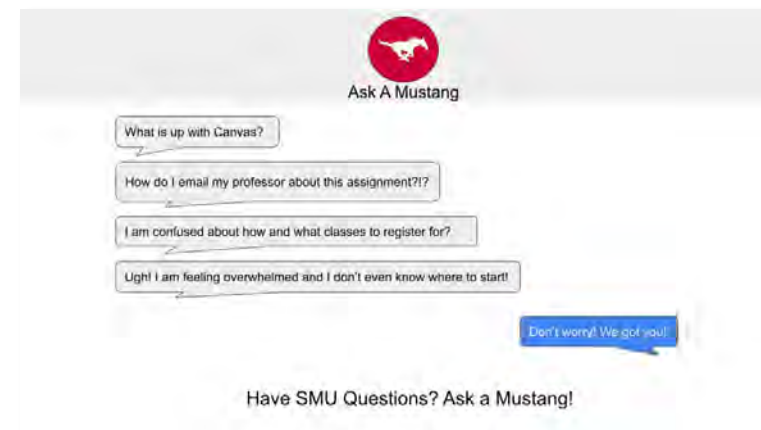 Ask A Mustang
What is up with Canvas?
How do I email my professor about this assignment?!?
I am confused about how and what classes to register for?
Ugh! I am feeling overwhelmed and I don't even know where to start!
Don't worry! We got you!
Have SMU Questions? Ask a Mustang!